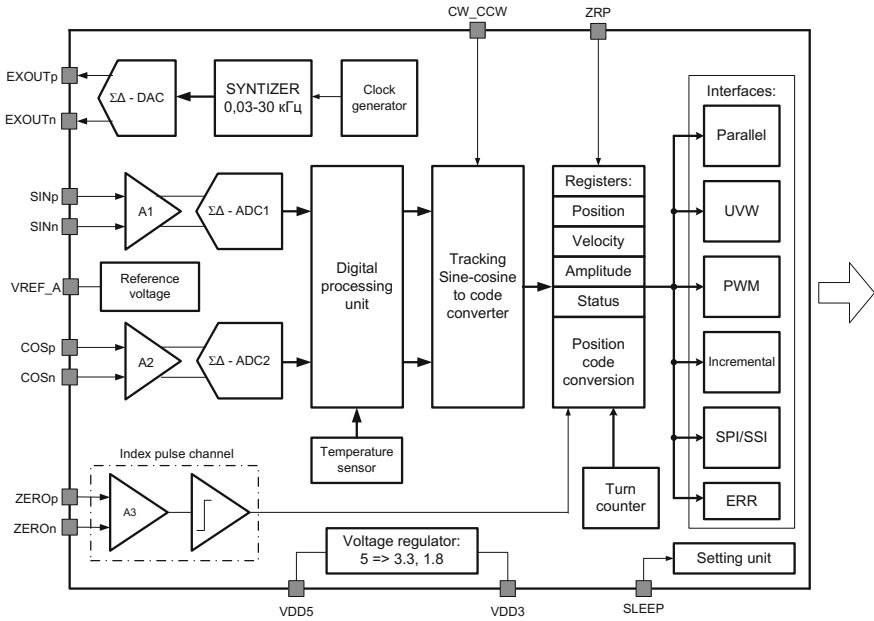 CW_CCW
ZRP
EXOUTp
EXOUTn
ΣΔ - DAC
SYNTIZER
0,03-30 кГц
Clock
generator
SINp
SINn
A1
ΣΔ - ADC1
VREF_A
Reference
voltage
COSp
COSn
A2
ΣΔ - ADC2
Digital
processing
unit
Temperature
sensor
Tracking
Sine-cosine
to code
converter
Registers:
Position
Velocity
Amplitude
Status
Position
code
conversion
Turn
counter
Interfaces:
Parallel
UVW
PWM
Incremental
SPI/SSI
ERR
Index pulse channel
ZEROp
ZEROn
A3
Voltage regulator:
5 => 3.3, 1.8
Setting unit
VDD5
VDD3
SLEEP